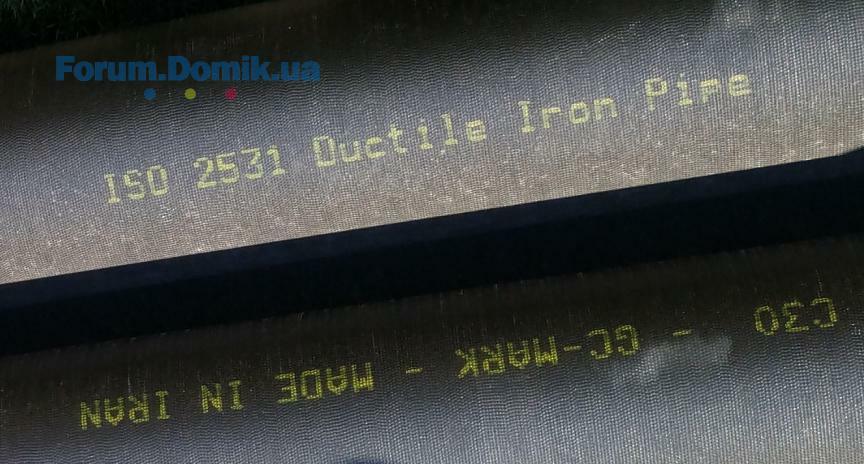 Forum.Domik.ua
ISO 2531 Ductile Iron Pipe
C30 - GC-MARK - MADE IN IRAN